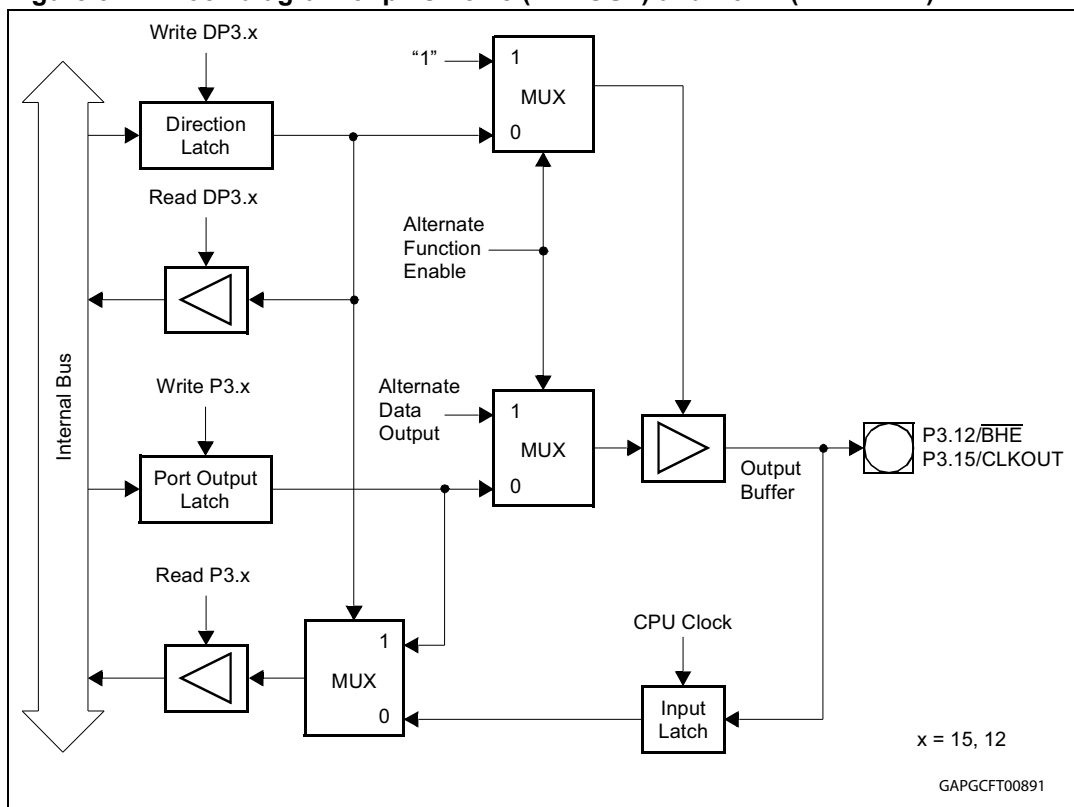 Write DP3.x
"1"
1
MUX
0
Direction
Latch
Read DP3.x
Alternate
Function
Enable
Internal Bus
Write P3.x
Alternate
Data
Output
1
MUX
0
P3.12/BHE
P3.15/CLKOUT
Output
Buffer
Port Output
Latch
Read P3.x
CPU Clock
1
MUX
0
Input
Latch
x = 15, 12
GAPGCFT00891